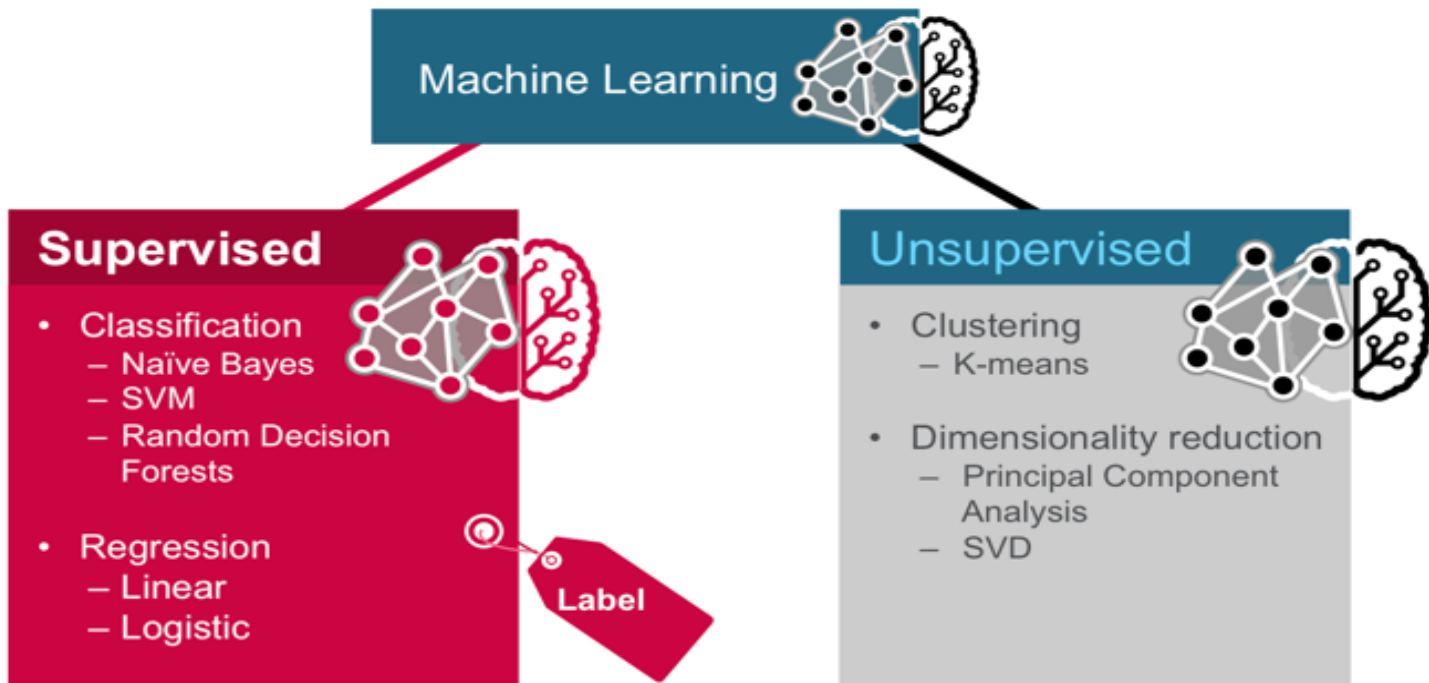 Machine Learning
Supervised
• Classification
– Naïve Bayes
– SVM
– Random Decision
Forests
• Regression
– Linear
– Logistic
Label
Unsupervised
• Clustering
– K-means
• Dimensionality reduction
– Principal Component
Analysis
– SVD